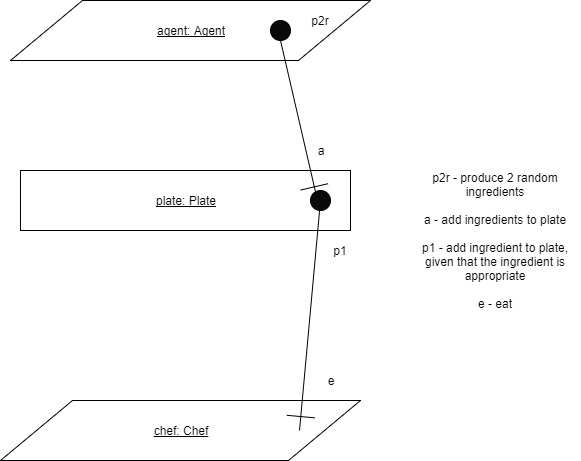 p2r
agent: Agent
a
plate: Plate
p1
e
chef: Chef
p2r - produce 2 random
ingredients
a - add ingredients to plate
p1 - add ingredient to plate,
given that the ingredient is
appropriate
e - eat